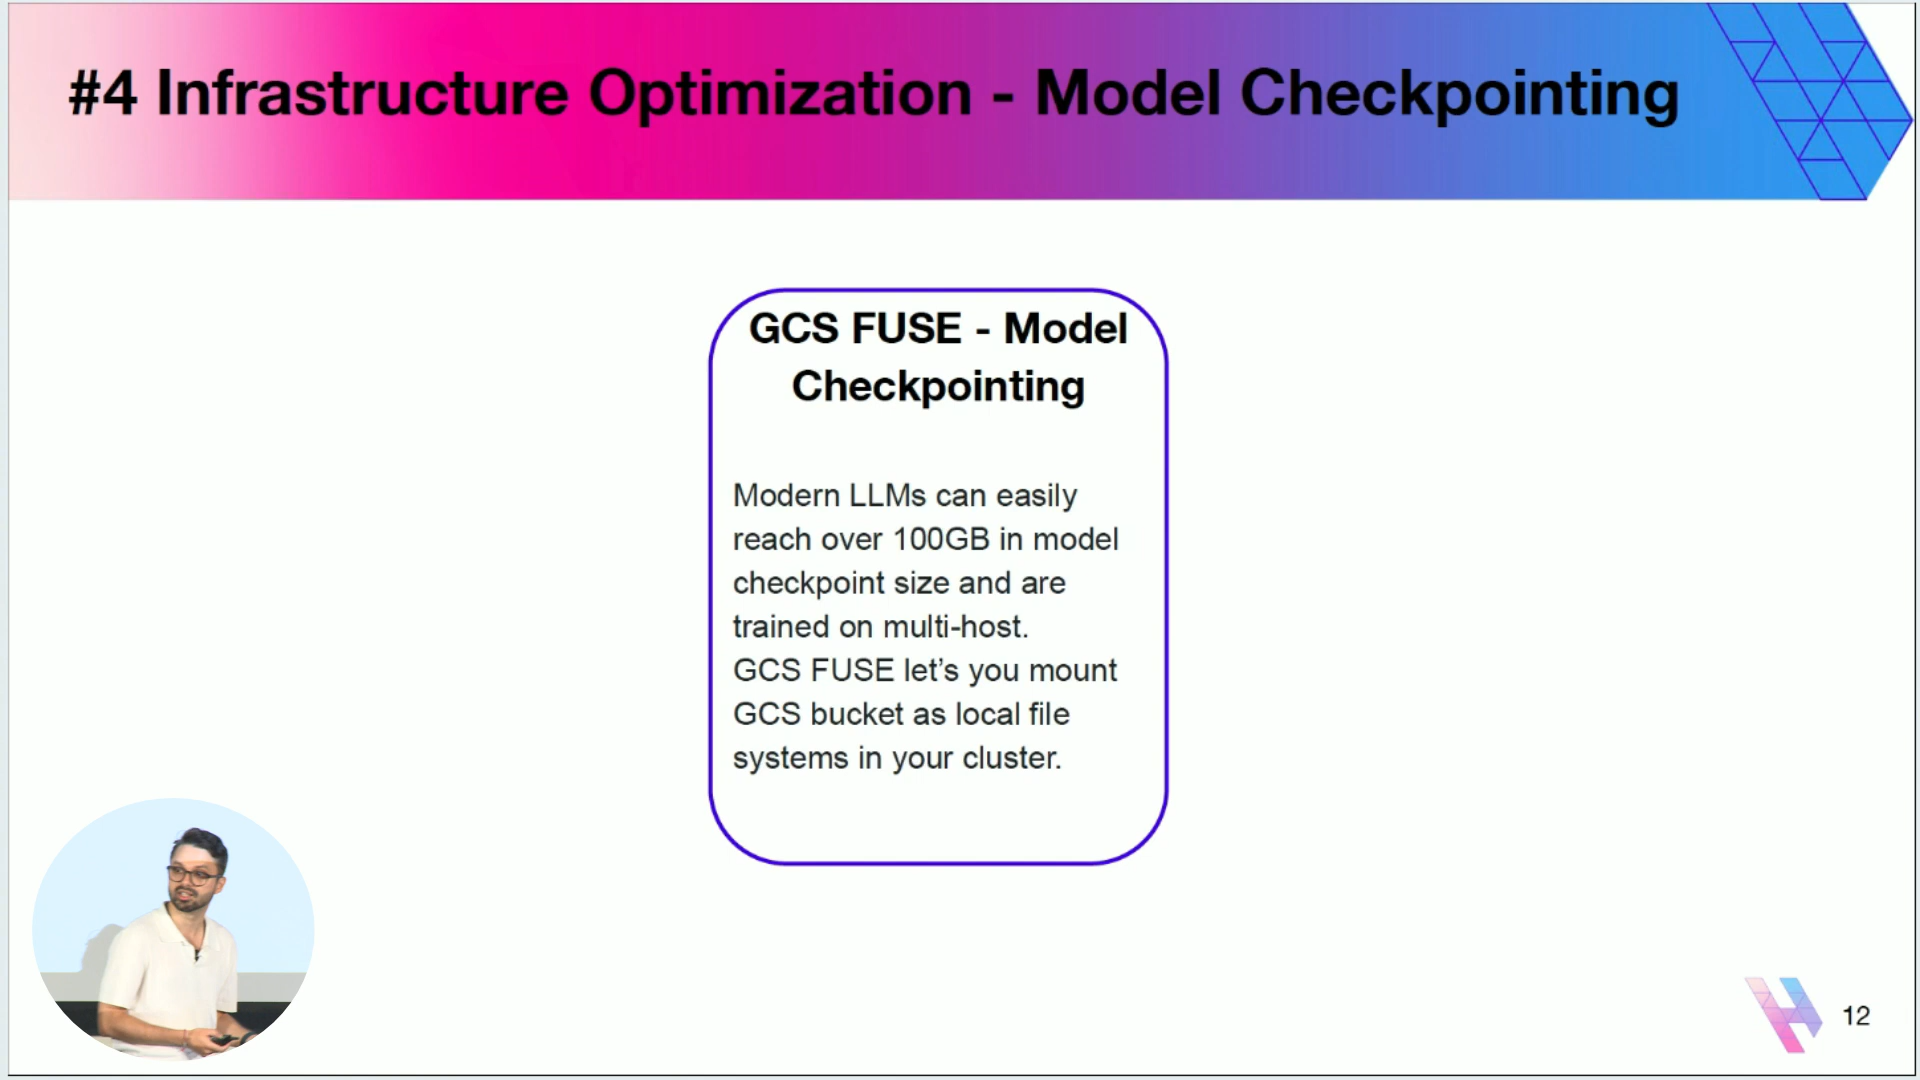 #4 Infrastructure Optimization - Model Checkpointing
GCS FUSE - Model
Checkpointing
Modern LLMs can easily
reach over 100GB in model
checkpoint size and are
trained on multi-host.
GCS FUSE let’s you mount
GCS bucket as local file
systems in your cluster.
12